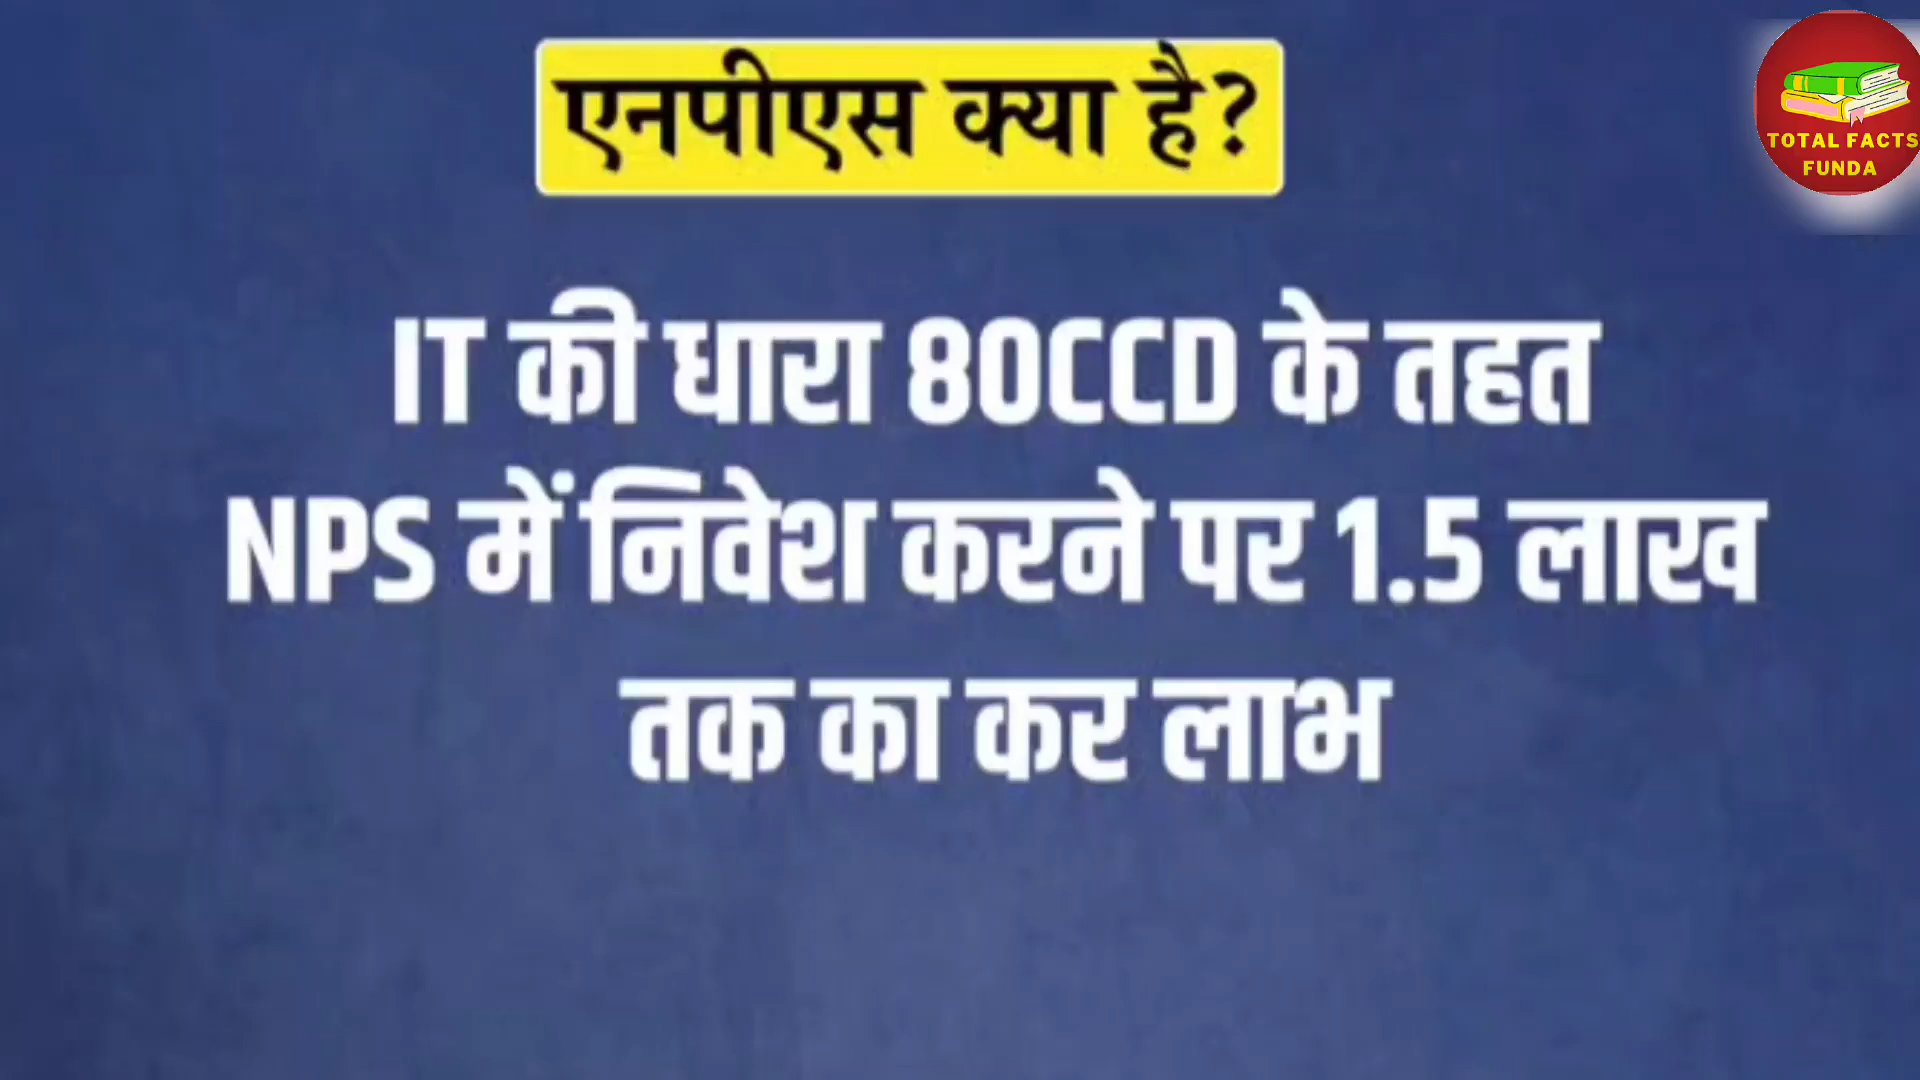 एनपीएस क्या है?
TOTAL FACTS
FUNDA
IT की धारा 80CCD के तहत
NPS में निवेश करने पर 1.5 लाख
तक का कर लाभ